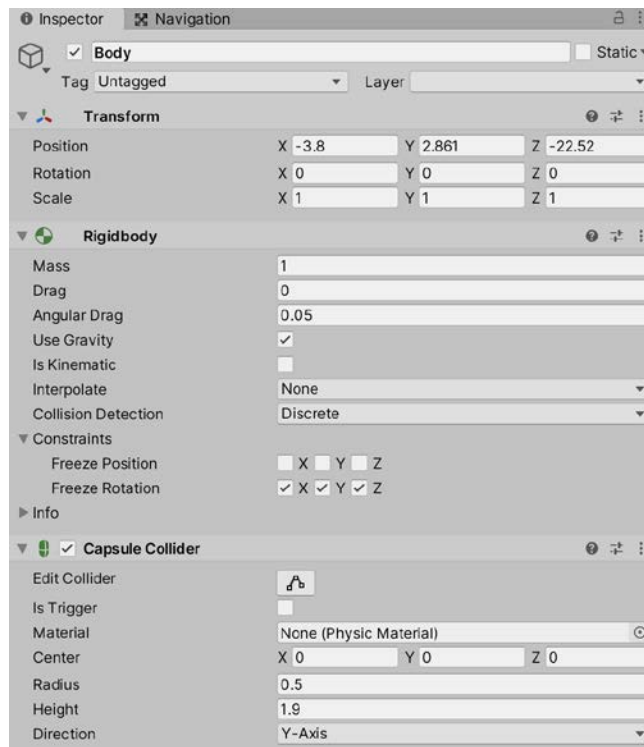 Inspector Navigation
Body Static
Tag Untagged Layer
Transform
Position X -3.8 Y 2.861 Z -22.52
Rotation X 0 Y 0 Z 0
Scale X 1 Y 1 Z 1
Rigidbody
Mass 1
Drag 0
Angular Drag 0.05
Use Gravity
Is Kinematic
Interpolate None
Collision Detection Discrete
Constraints
Freeze Position X Y Z
Freeze Rotation X Y Z
Info
Capsule Collider
Edit Collider
Is Trigger
Material None (Physic Material)
Center X 0 Y 0 Z 0
Radius 0.5
Height 1.9
Direction Y-Axis